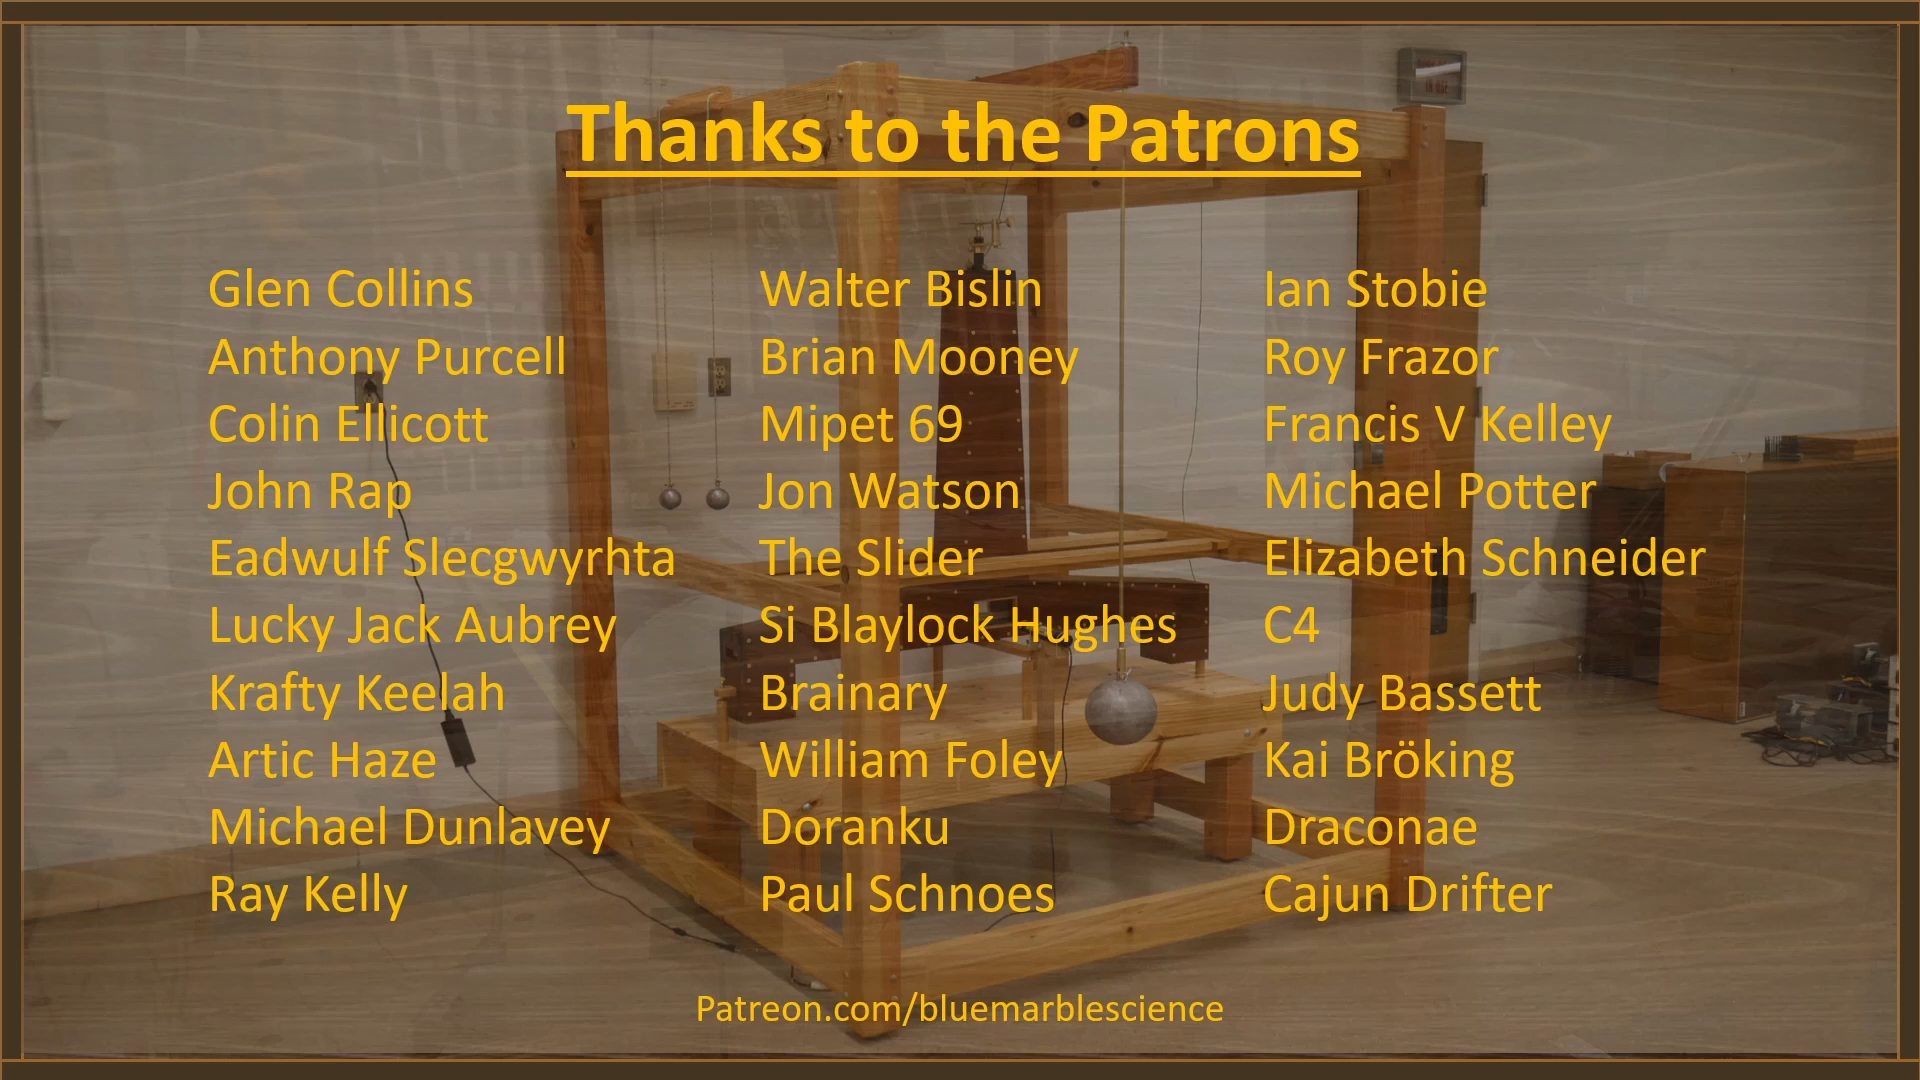 Thanks to the Patrons
Glen Collins
Anthony Purcell
Colin Ellicott
John Rap
Eadwulf Slecgwyrhta
Lucky Jack Aubrey
Krafty Keelah
Artic Haze
Michael Dunlavey
Ray Kelly
Walter Bislin
Brian Mooney
Mipet 69
Jon Watson
The Slider
Si Blaylock Hughes
Brainary
William Foley
Doranku
Paul Schnoes
Ian Stobie
Roy Frazor
Francis V Kelley
Michael Potter
Elizabeth Schneider
C4
Judy Bassett
Kai Bröking
Draconae
Cajun Drifter
Patreon.com/bluemarblescience